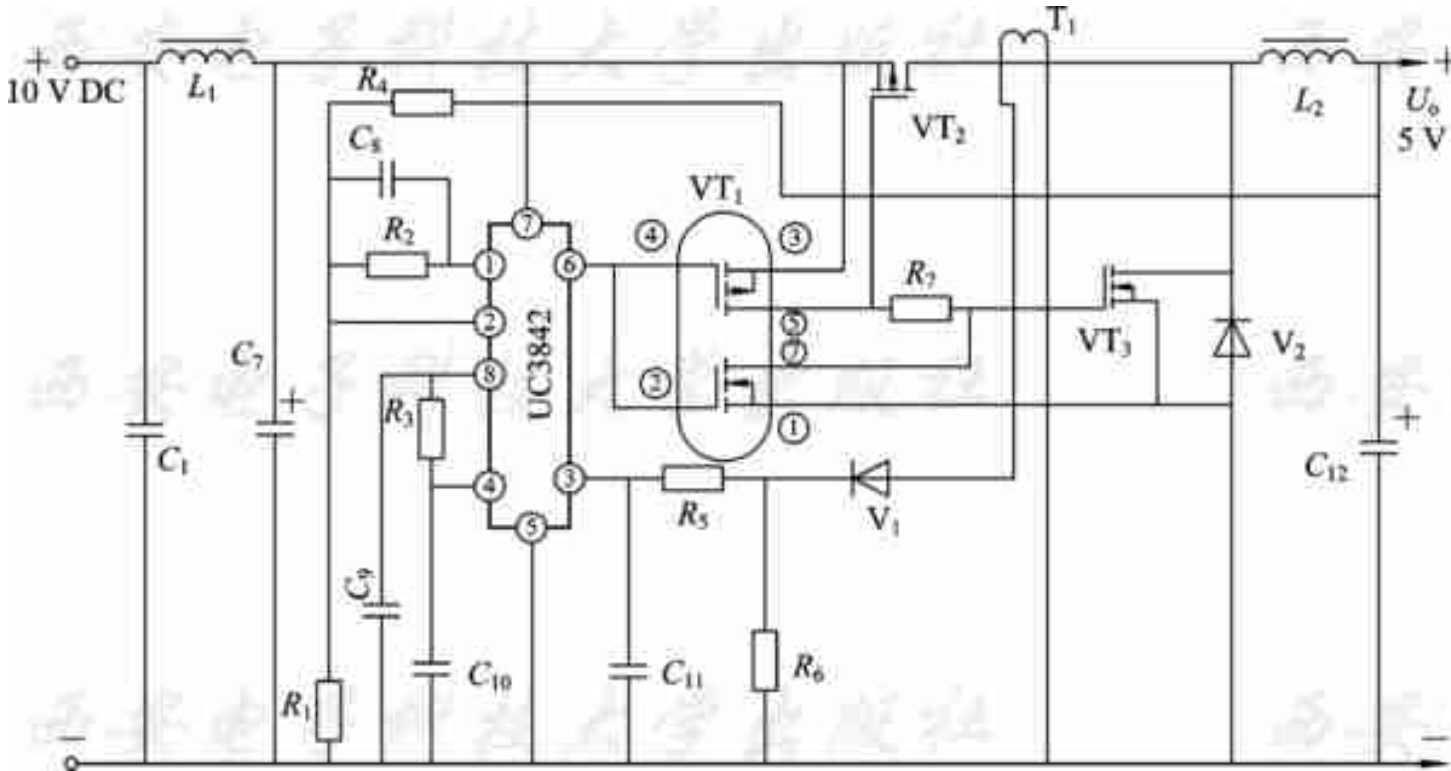 T₁
+
10 V DC
L₁
R₄
VT₂
L₂
+
Uₒ
5 V
C₈
VT₁
R₂
⑦
④
③
①
⑥
R₇
②
⑤
⑦
VT₃
V₂
C₇
+
⑧
UC3842
②
①
R₃
+
C₁
④
③
R₅
V₁
C₁₂
⑤
C₉
C₁₀
C₁₁
R₆
R₁
−
−